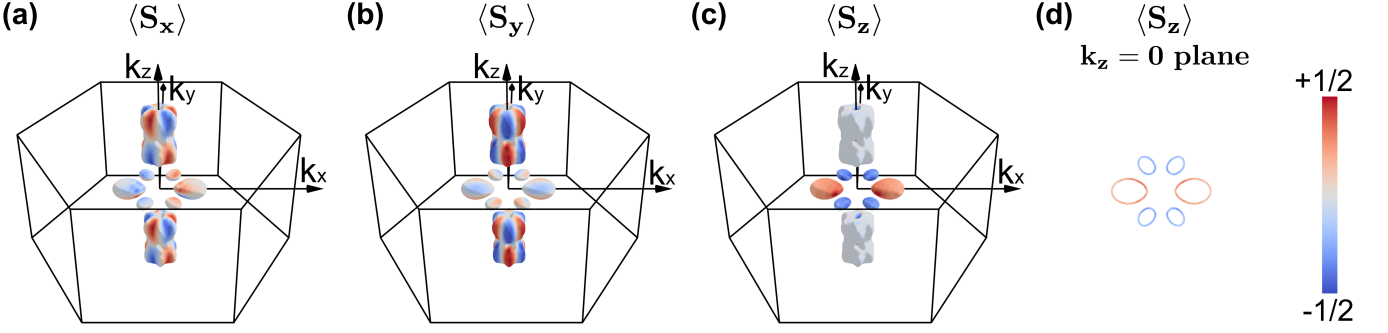 (a) ⟨Sx⟩
kz
ky
kx
(b) ⟨Sy⟩
kz
ky
kx
(c) ⟨Sz⟩
kz
ky
kx
(d) ⟨Sz⟩
kz = 0 plane
+1/2
-1/2